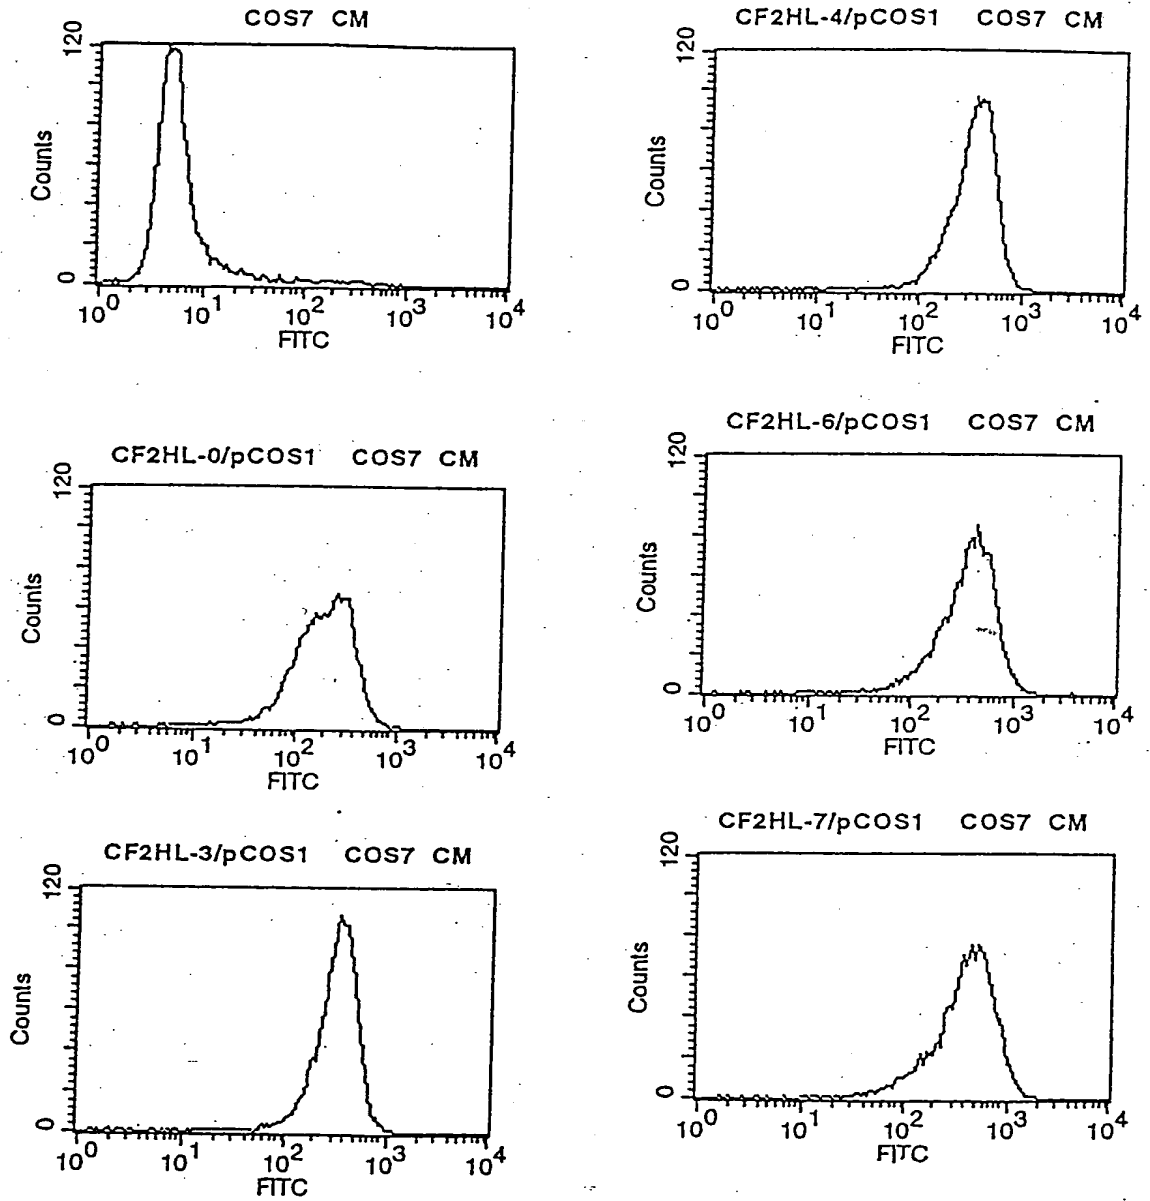 COS7 CM
120
Counts
0
10^0 10^1 10^2 10^3 10^4
FITC
CF2HL-0/pCOS1 COS7 CM
120
Counts
0
10^0 10^1 10^2 10^3 10^4
FITC
CF2HL-3/pCOS1 COS7 CM
120
Counts
0
10^0 10^1 10^2 10^3 10^4
FITC
CF2HL-4/pCOS1 COS7 CM
120
Counts
0
10^0 10^1 10^2 10^3 10^4
FITC
CF2HL-6/pCOS1 COS7 CM
120
Counts
0
10^0 10^1 10^2 10^3 10^4
FITC
CF2HL-7/pCOS1 COS7 CM
120
Counts
0
10^0 10^1 10^2 10^3 10^4
FITC